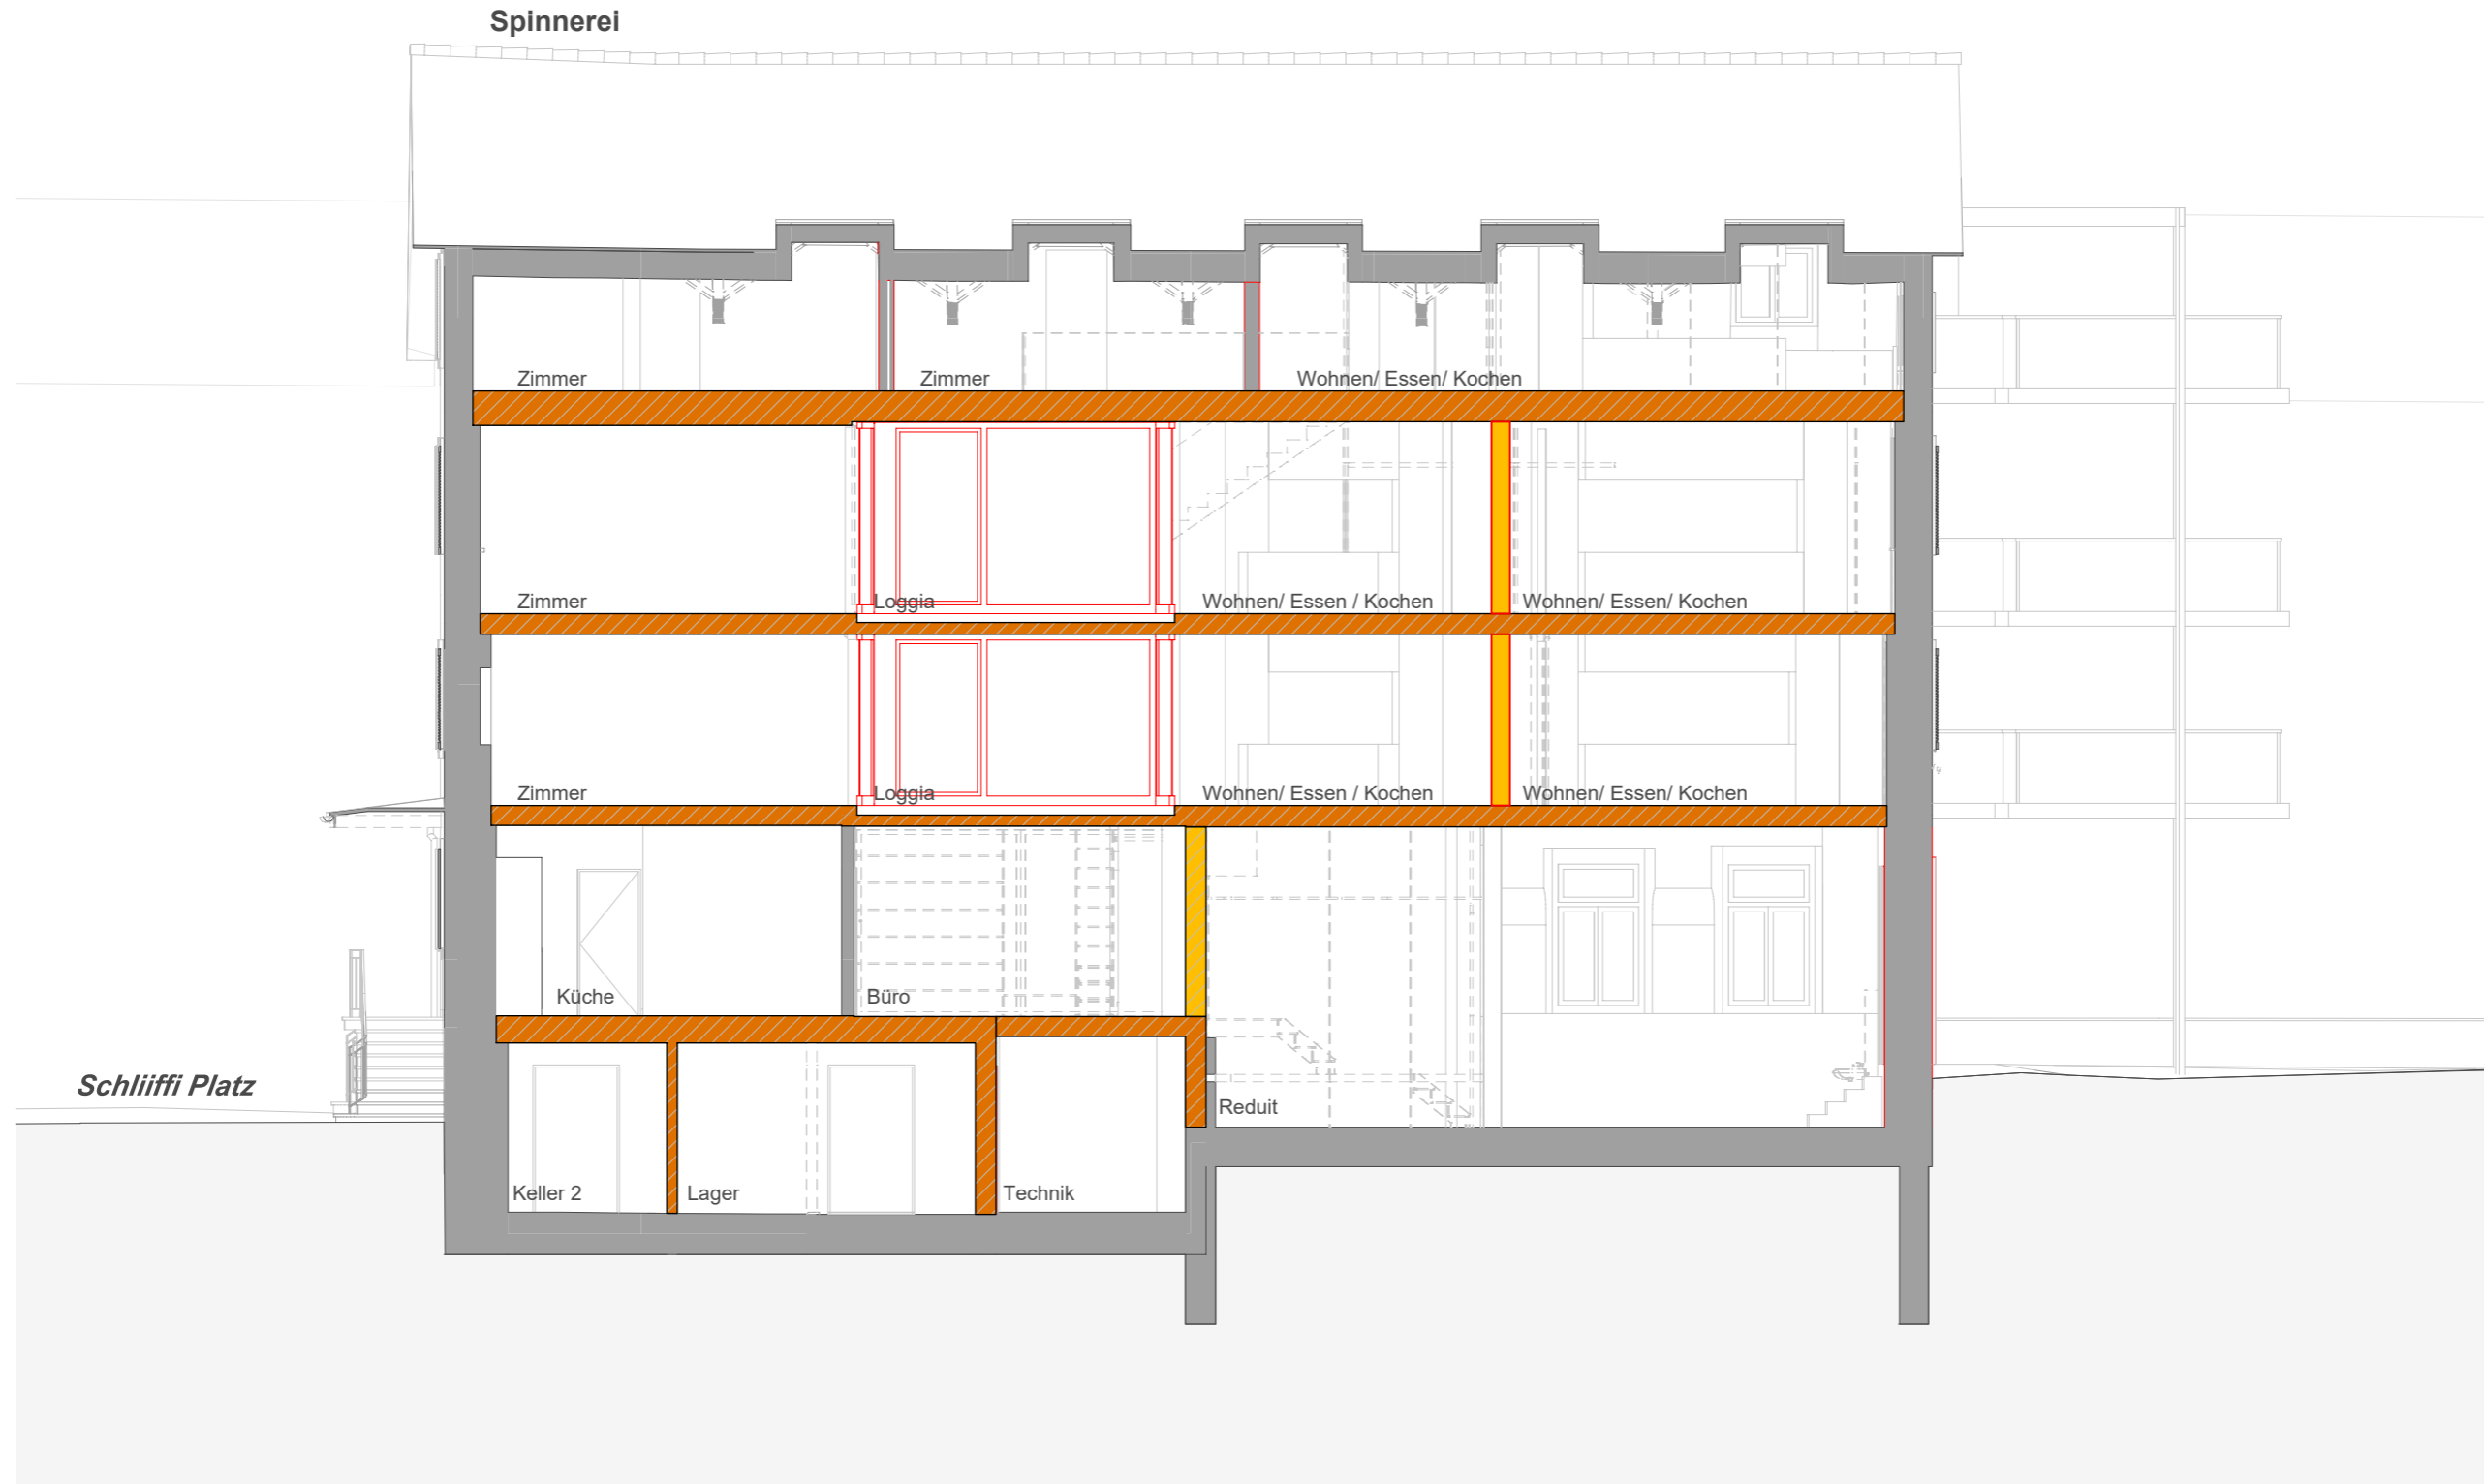 Spinnerei
Zimmer
Zimmer
Wohnen/ Essen/ Kochen
Zimmer
Loggia
Wohnen/ Essen / Kochen
Wohnen/ Essen/ Kochen
Zimmer
Loggia
Wohnen/ Essen / Kochen
Wohnen/ Essen/ Kochen
Küche
Büro
Schliiffi Platz
Reduit
Keller 2
Lager
Technik